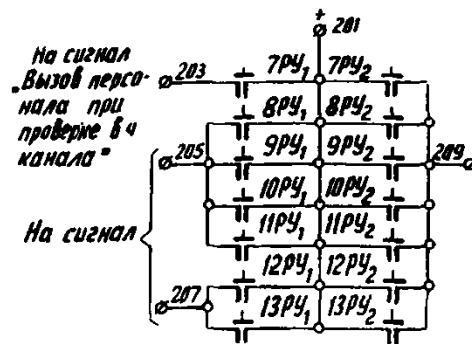 +
201
На сигнал
„Вызов персо-
нала при
проверке в ч
канала"
203
7РУ1 7РУ2
8РУ1 8РУ2
205
9РУ1 9РУ2
209
10РУ1 10РУ2
На сигнал
11РУ1 11РУ2
12РУ1 12РУ2
207
13РУ1 13РУ2